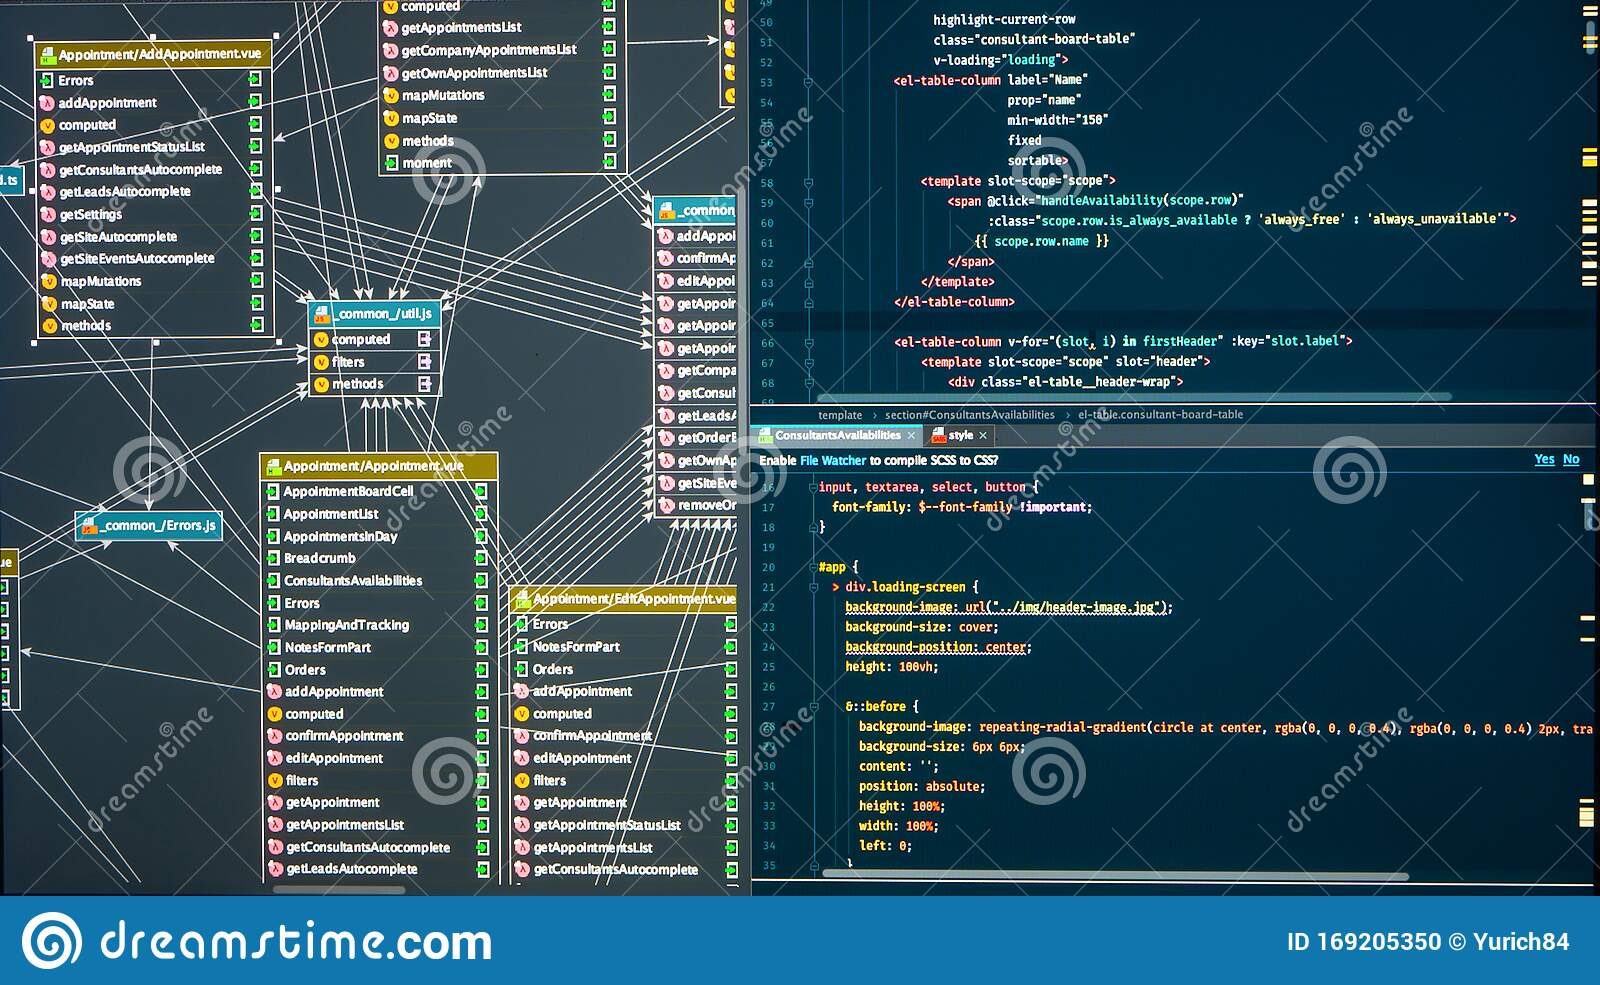 Appointment/AddAppointment.vue
Errors
addAppointment
computed
getAppointmentStatusList
getConsultantsAutocomplete
getLeadsAutocomplete
getSettings
getSiteAutocomplete
getSiteEventsAutocomplete
mapMutations
mapState
methods
d.ts
computed
getAppointmentsList
getCompanyAppointmentsList
getOwnAppointmentsList
mapMutations
mapState
methods
moment
_common_/util.js
computed
filters
methods
_common_/Errors.js
ue
_common
addAppoi
confirmAp
editAppoi
getAppoir
getAppoir
getAppoir
getCompa
getConsul
getLeadsA
getOrderE
getOwnAp
getSiteEve
removeOr
Appointment/Appointment.vue
AppointmentBoardCell
AppointmentList
AppointmentsInDay
Breadcrumb
ConsultantsAvailabilities
Errors
MappingAndTracking
NotesFormPart
Orders
addAppointment
computed
confirmAppointment
editAppointment
filters
getAppointment
getAppointmentsList
getConsultantsAutocomplete
getLeadsAutocomplete
Appointment/EditAppointment.vue
Errors
NotesFormPart
Orders
addAppointment
computed
confirmAppointment
editAppointment
filters
getAppointment
getAppointmentStatusList
getAppointmentsList
getConsultantsAutocomplete
49
50 highlight-current-row
51 class="consultant-board-table"
52 v-loading="loading">
53 <el-table-column label="Name"
54 prop="name"
55 min-width="150"
56 fixed
57 sortable>
58 <template slot-scope="scope">
59 <span @click="handleAvailability(scope.row)"
60 :class="scope.row.is_always_available ? 'always_free' : 'always_unavailable'">
61 {{ scope.row.name }}
62 </span>
63 </template>
64 </el-table-column>
65
66 <el-table-column v-for="(slot, i) in firstHeader" :key="slot.label">
67 <template slot-scope="scope" slot="header">
68 <div class="el-table__header-wrap">
69
template › section#ConsultantsAvailabilities › el-table.consultant-board-table
ConsultantsAvailabilities × style ×
Enable File Watcher to compile SCSS to CSS? Yes No
16 input, textarea, select, button {
17 font-family: $--font-family !important;
18 }
19
20 #app {
21 > div.loading-screen {
22 background-image: url("../img/header-image.jpg");
23 background-size: cover;
24 background-position: center;
25 height: 100vh;
26
27 &::before {
28 background-image: repeating-radial-gradient(circle at center, rgba(0, 0, 0, 0.4), rgba(0, 0, 0, 0.4) 2px, tra
29 background-size: 6px 6px;
30 content: '';
31 position: absolute;
32 height: 100%;
33 width: 100%;
34 left: 0;
35 }
dreamstime.com
ID 169205350 © Yurich84